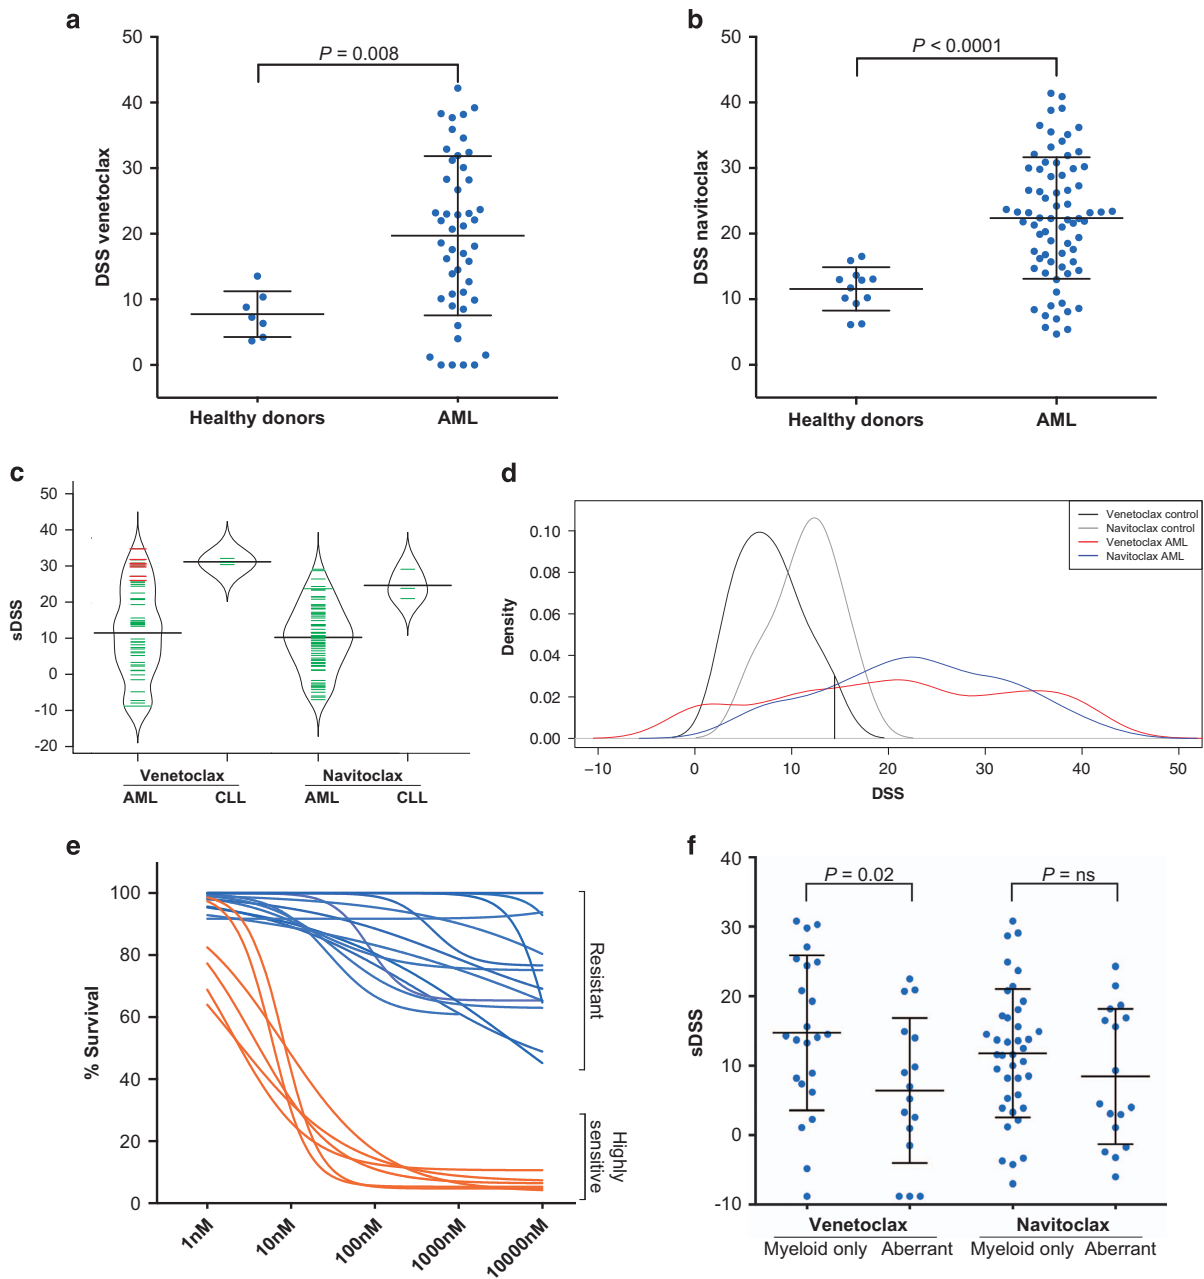 a
50
40
30
20
10
0
DSS venetoclax
P = 0.008
Healthy donors
AML
b
50
40
30
20
10
0
DSS navitoclax
P < 0.0001
Healthy donors
AML
c
50
40
30
20
10
0
-10
-20
sDSS
Venetoclax
Navitoclax
AML
CLL
AML
CLL
d
0.10
0.08
0.06
0.04
0.02
0.00
Density
Venetoclax control
Navitoclax control
Venetoclax AML
Navitoclax AML
−10
0
10
20
30
40
50
DSS
e
100
80
60
40
20
0
% Survival
Resistant
Highly
sensitive
1nM
10nM
100nM
1000nM
10000nM
f
40
30
20
10
0
-10
sDSS
P = 0.02
P = ns
Venetoclax
Navitoclax
Myeloid only
Aberrant
Myeloid only
Aberrant